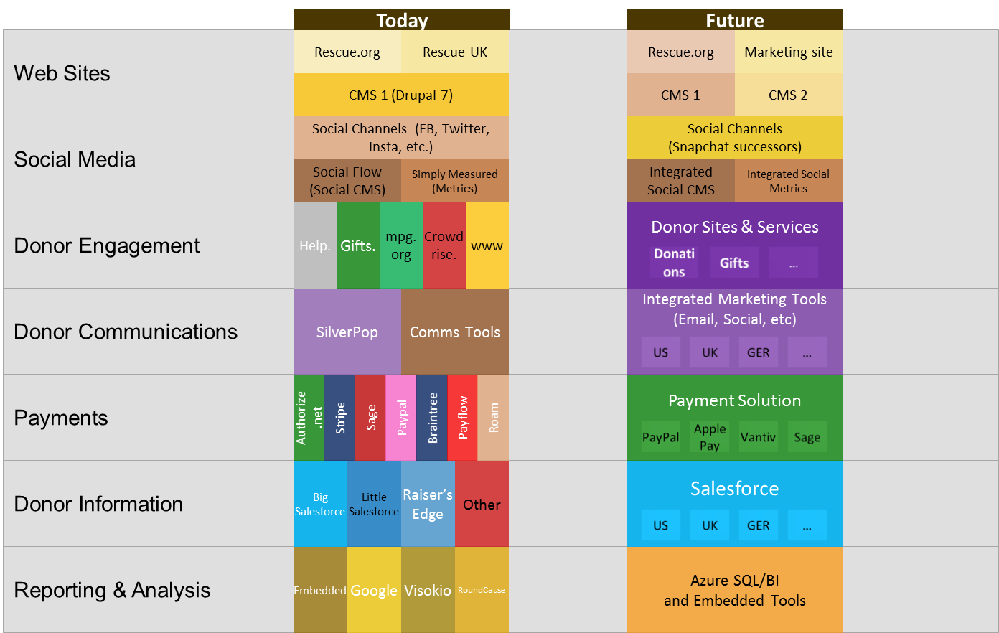 Today
Future
Web Sites
Rescue.org
Rescue UK
CMS 1 (Drupal 7)
Rescue.org
Marketing site
CMS 1
CMS 2
Social Media
Social Channels (FB, Twitter,
Insta, etc.)
Social Flow
(Social CMS)
Simply Measured
(Metrics)
Social Channels
(Snapchat successors)
Integrated
Social CMS
Integrated Social
Metrics
Donor Engagement
Help.
Gifts.
mpg.
org
Crowd
rise.
www
Donor Sites & Services
Donati
ons
Gifts
...
Donor Communications
SilverPop
Comms Tools
Integrated Marketing Tools
(Email, Social, etc)
US
UK
GER
...
Payments
Authorize
.net
Stripe
Sage
Paypal
Braintree
Payflow
Roam
Payment Solution
PayPal
Apple
Pay
Vantiv
Sage
Donor Information
Big
Salesforce
Little
Salesforce
Raiser's
Edge
Other
Salesforce
US
UK
GER
...
Reporting & Analysis
Embedded
Google
Visokio
RoundCause
Azure SQL/BI
and Embedded Tools